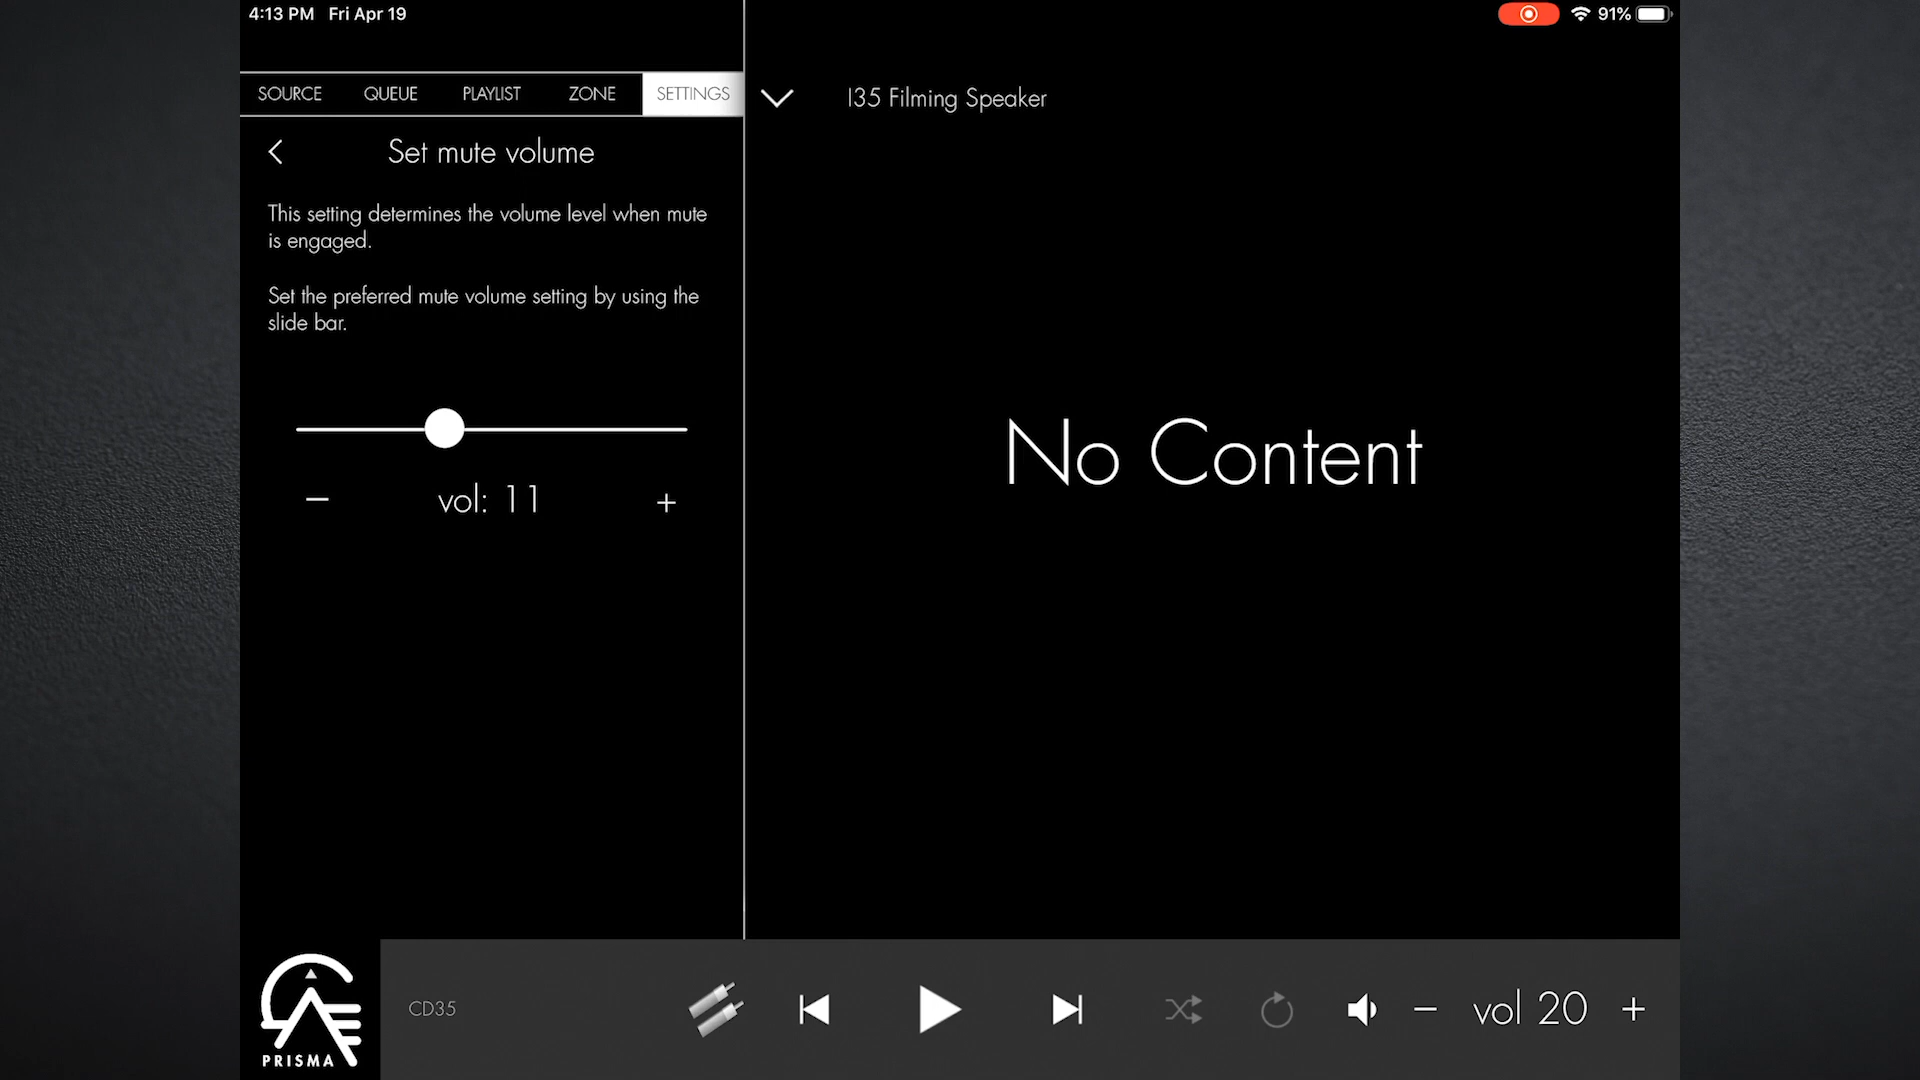 4:13 PM Fri Apr 19
91%
SOURCE QUEUE PLAYLIST ZONE SETTINGS
I35 Filming Speaker
Set mute volume
This setting determines the volume level when mute
is engaged.
Set the preferred mute volume setting by using the
slide bar.
– vol: 11 +
No Content
PRISMA
CD35
– vol 20 +